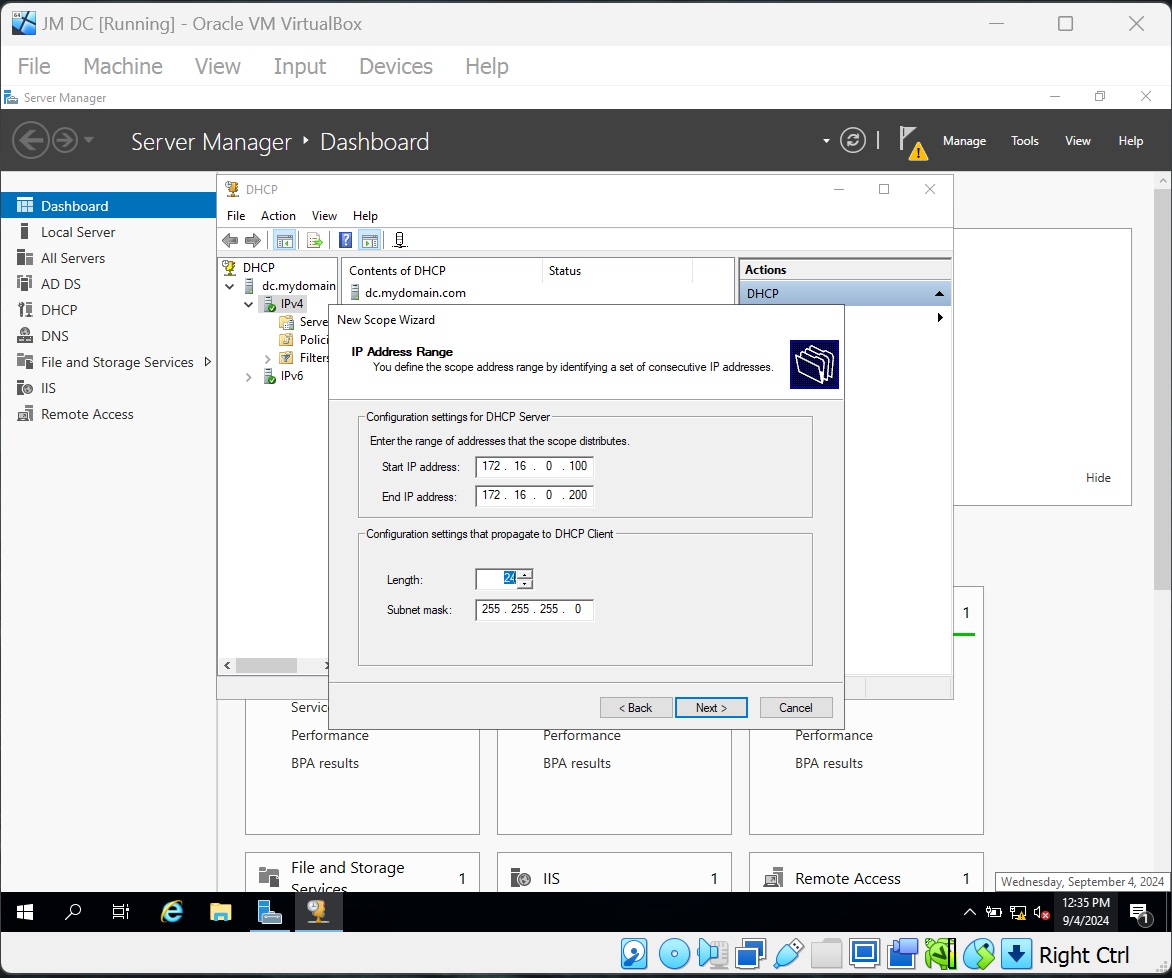 JM DC [Running] - Oracle VM VirtualBox
File Machine View Input Devices Help
Server Manager
Server Manager ‣ Dashboard
Manage Tools View Help
Dashboard
Local Server
All Servers
AD DS
DHCP
DNS
File and Storage Services
IIS
Remote Access
DHCP
File Action View Help
DHCP
dc.mydomain
IPv4
Serve
Polici
Filters
IPv6
Contents of DHCP Status
dc.mydomain.com
Actions
DHCP
New Scope Wizard
IP Address Range
You define the scope address range by identifying a set of consecutive IP addresses.
Configuration settings for DHCP Server
Enter the range of addresses that the scope distributes.
Start IP address: 172 . 16 . 0 . 100
End IP address: 172 . 16 . 0 . 200
Configuration settings that propagate to DHCP Client
Length: 24
Subnet mask: 255 . 255 . 255 . 0
< Back Next > Cancel
Hide
1
Servic
Performance
BPA results
Performance
BPA results
Performance
BPA results
File and Storage
Services
1
IIS 1
Remote Access 1
Wednesday, September 4, 2024
12:35 PM
9/4/2024
1
Right Ctrl